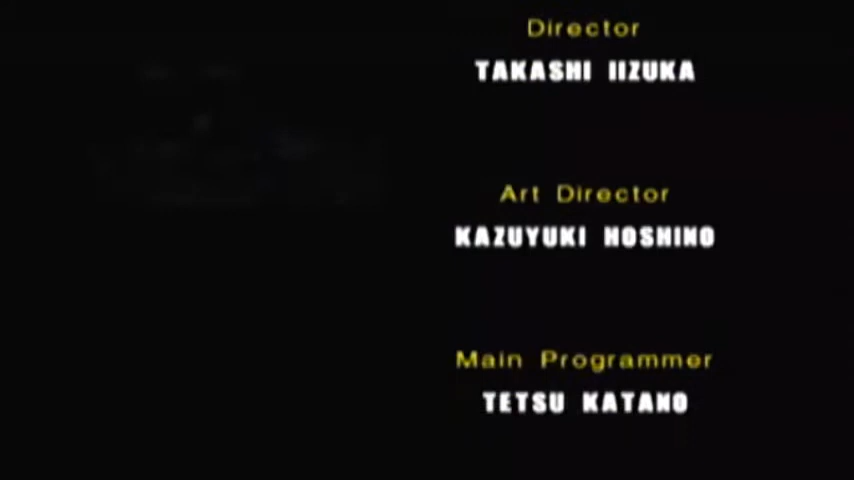 Director
TAKASHI IIZUKA
Art Director
KAZUYUKI HOSHINO
Main Programmer
TETSU KATANO